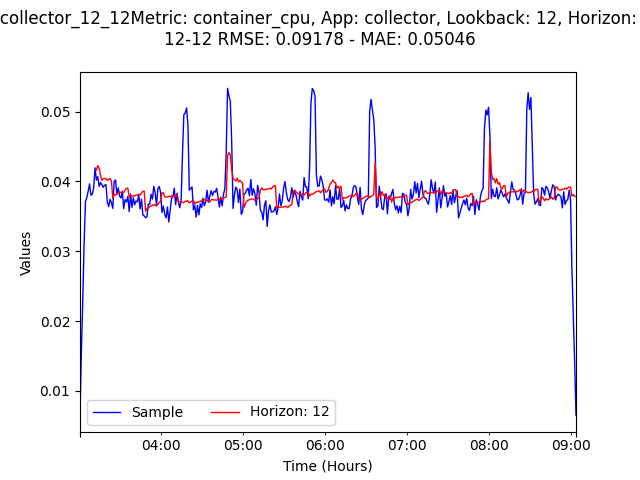 collector_12_12Metric: container_cpu, App: collector, Lookback: 12, Horizon:
12-12 RMSE: 0.09178 - MAE: 0.05046
0.05
0.04
0.03
0.02
0.01
Values
Sample
Horizon: 12
04:00 05:00 06:00 07:00 08:00 09:00
Time (Hours)